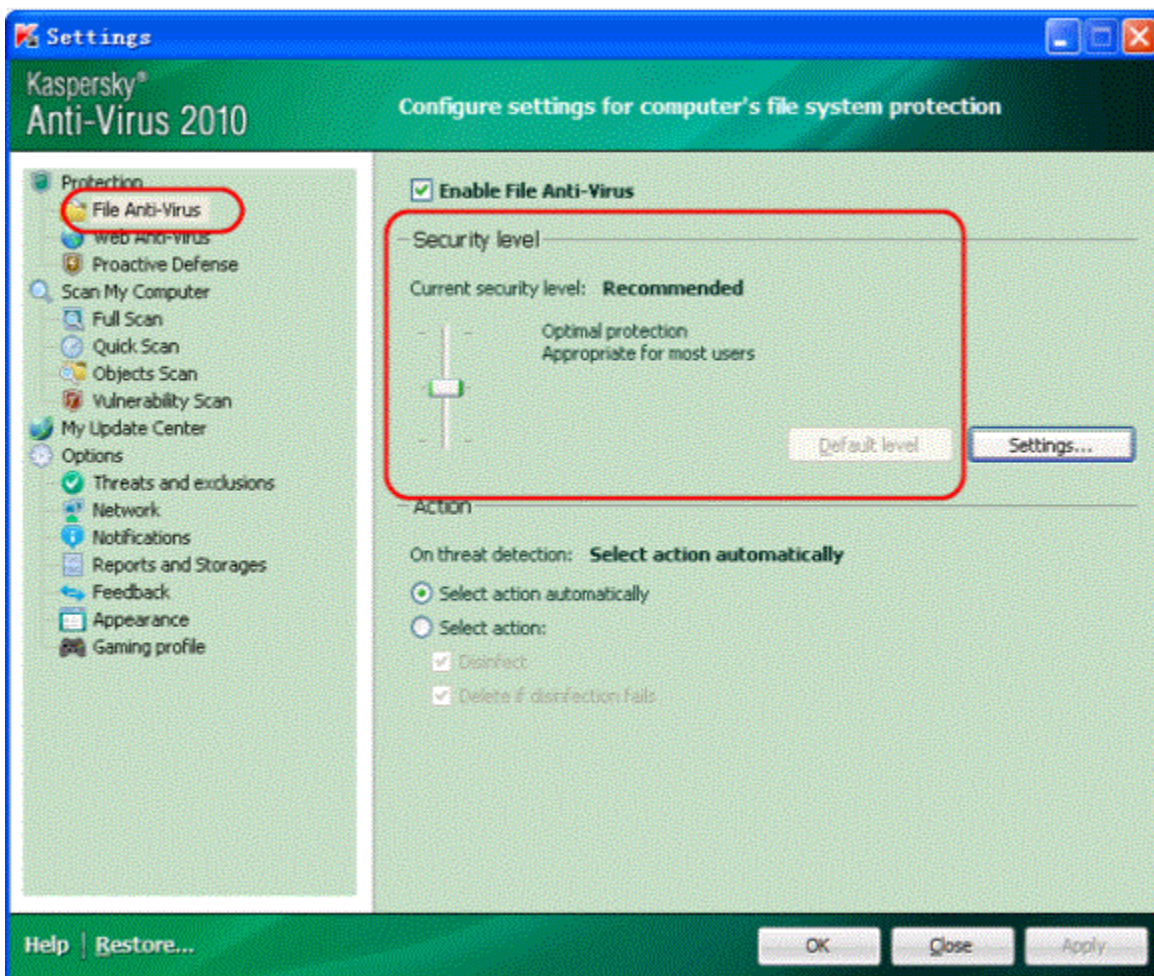 Settings
Kaspersky®
Anti-Virus 2010
Configure settings for computer's file system protection
Protection
File Anti-Virus
Web Anti-Virus
Proactive Defense
Scan My Computer
Full Scan
Quick Scan
Objects Scan
Vulnerability Scan
My Update Center
Options
Threats and exclusions
Network
Notifications
Reports and Storages
Feedback
Appearance
Gaming profile
Enable File Anti-Virus
Security level
Current security level: Recommended
Optimal protection
Appropriate for most users
Default level
Settings...
Action
On threat detection: Select action automatically
Select action automatically
Select action:
Disinfect
Delete if disinfection fails
Help | Restore...
OK
Close
Apply